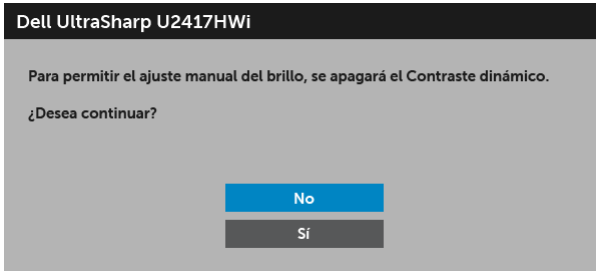 Dell UltraSharp U2417HWi
Para permitir el ajuste manual del brillo, se apagará el Contraste dinámico.
¿Desea continuar?
No
Sí